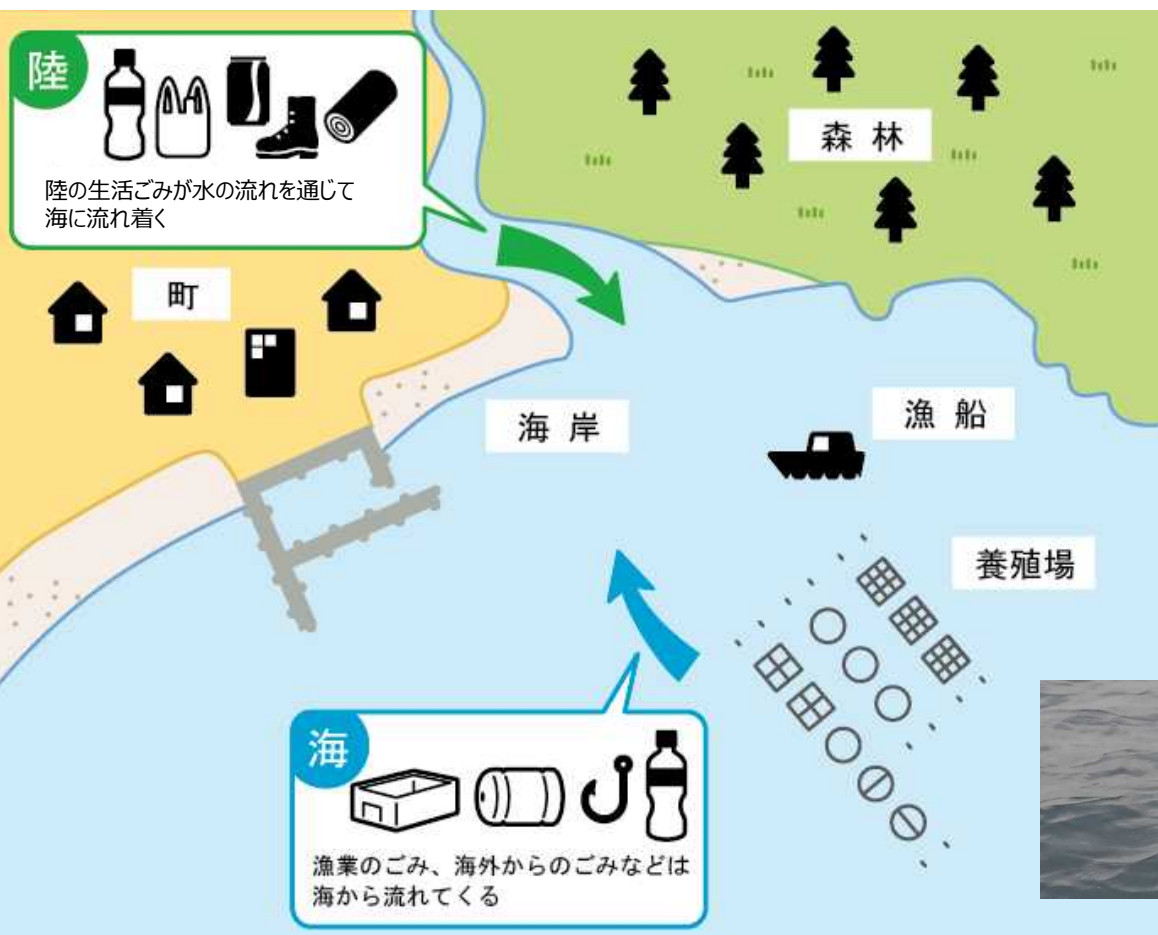 陸
陸の生活ごみが水の流れを通じて
海に流れ着く
森林
町
海岸
漁船
養殖場
海
漁業のごみ、海外からのごみなどは
海から流れてくる